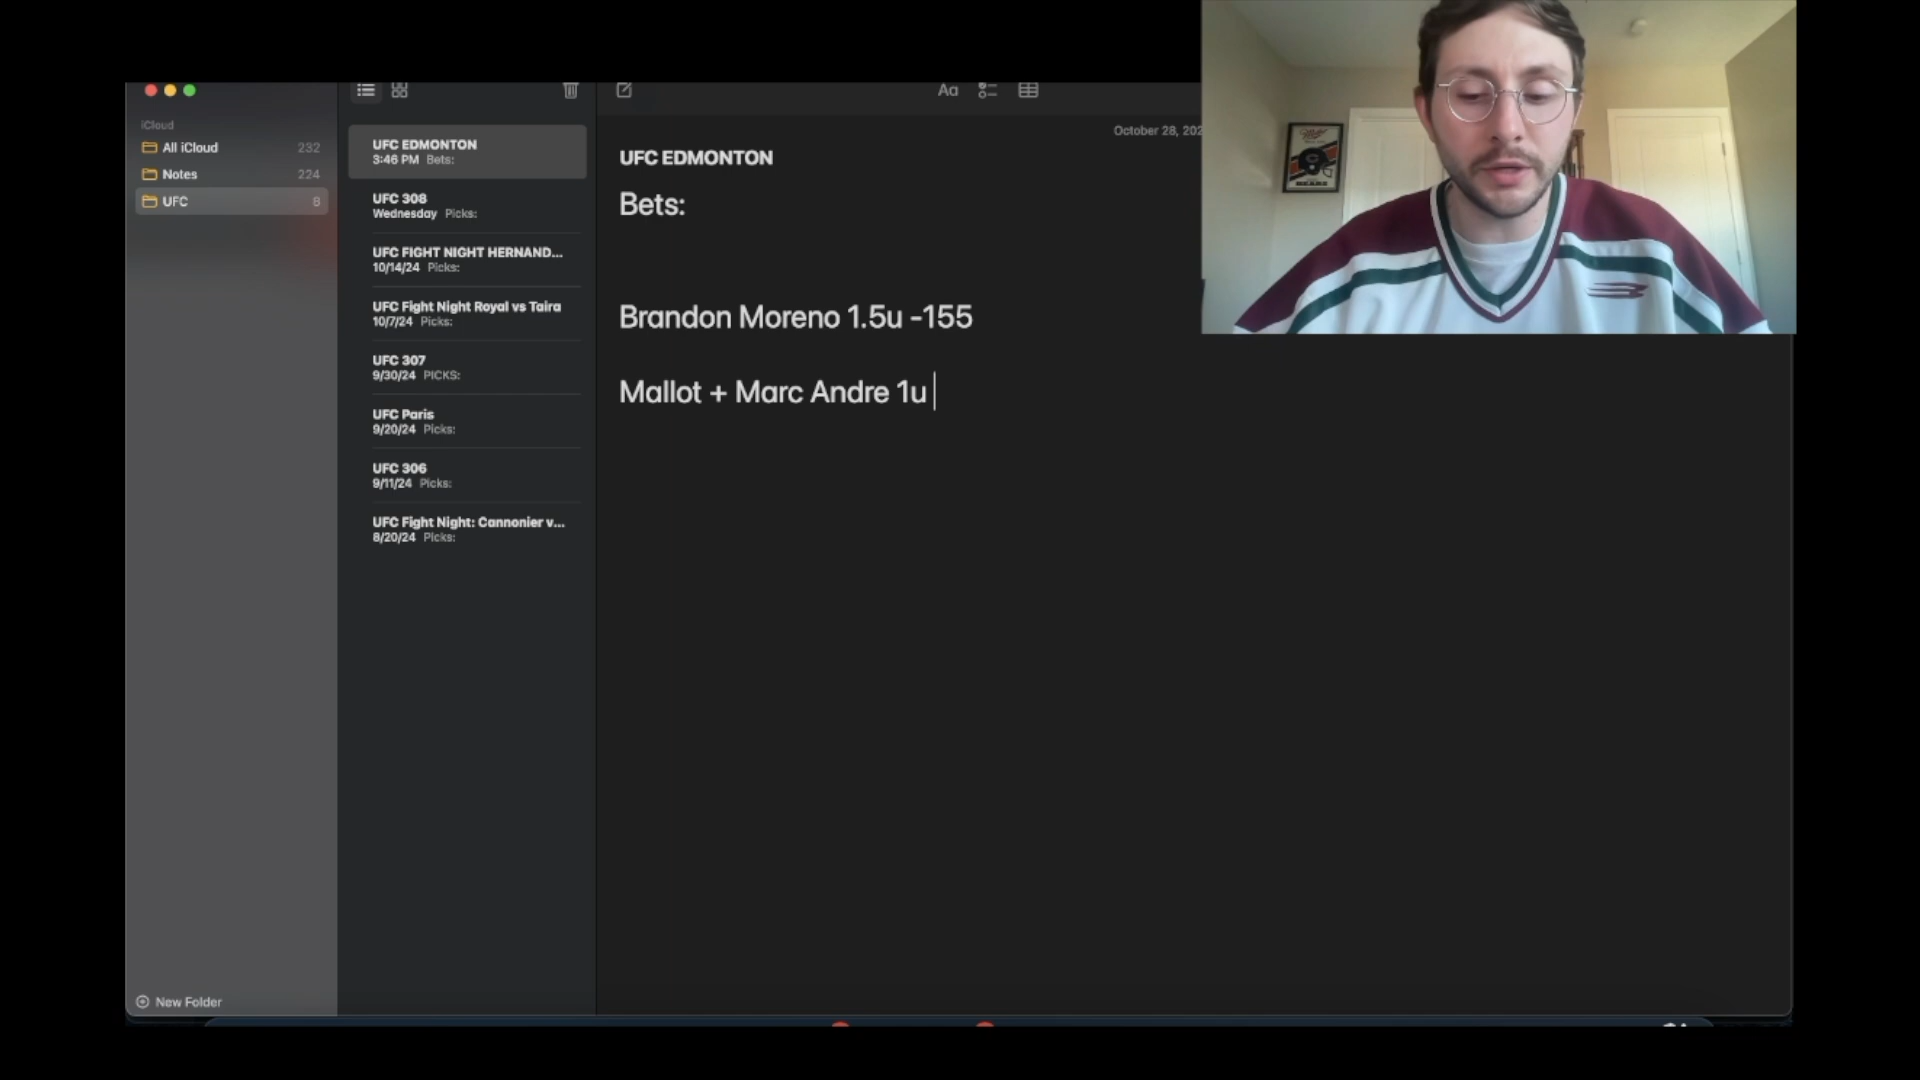 iCloud
All iCloud 232
Notes 224
UFC 8
New Folder
UFC EDMONTON
3:46 PM Bets:
UFC 308
Wednesday Picks:
UFC FIGHT NIGHT HERNAND...
10/14/24 Picks:
UFC Fight Night Royal vs Taira
10/7/24 Picks:
UFC 307
9/30/24 PICKS:
UFC Paris
9/20/24 Picks:
UFC 306
9/11/24 Picks:
UFC Fight Night: Cannonier v...
8/20/24 Picks:
Aa
October 28, 202
UFC EDMONTON
Bets:
Brandon Moreno 1.5u -155
Mallot + Marc Andre 1u
BEARS